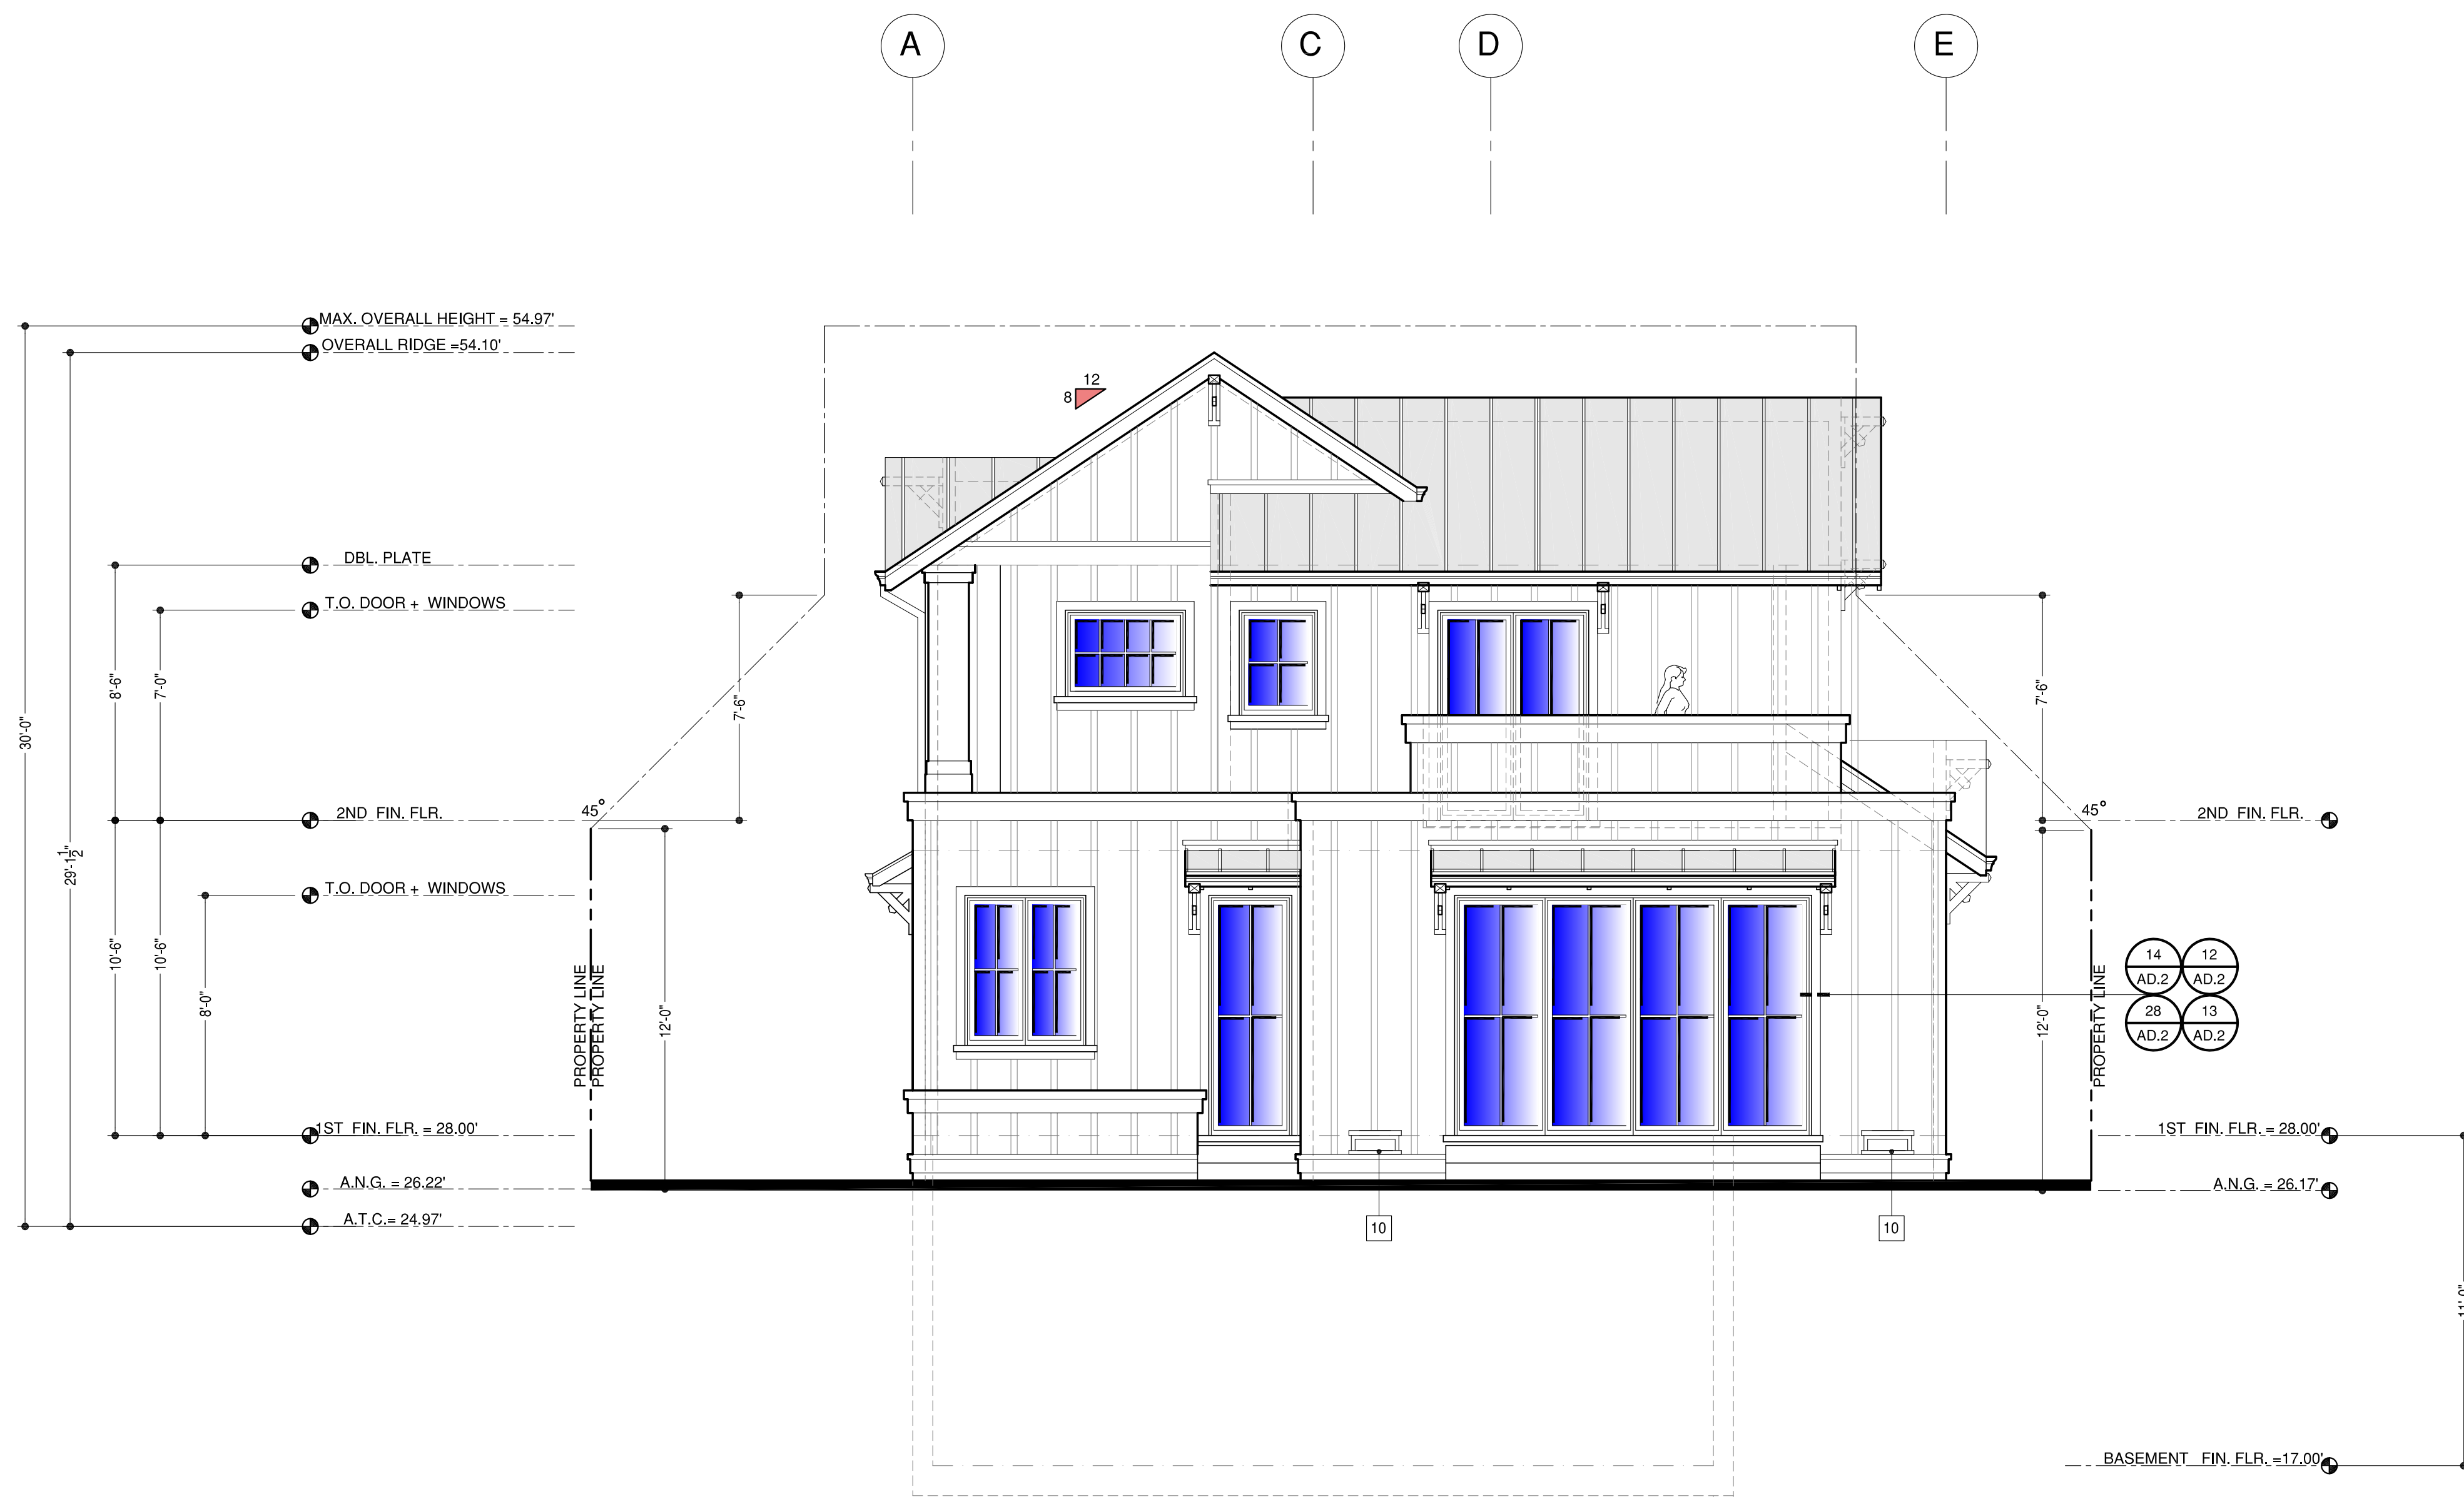 A
C
D
E
MAX. OVERALL HEIGHT = 54.97'
OVERALL RIDGE =54.10'
12
8
DBL. PLATE
T.O. DOOR + WINDOWS
8'-6"
7'-0"
7'-6"
7'-6"
30'-0"
29'-1 1/2"
45°
2ND FIN. FLR.
45°
2ND FIN. FLR.
T.O. DOOR + WINDOWS
10'-6"
10'-6"
8'-0"
PROPERTY LINE
PROPERTY LINE
12'-0"
12'-0"
PROPERTY LINE
14
AD.2
12
AD.2
28
AD.2
13
AD.2
1ST FIN. FLR. = 28.00'
1ST FIN. FLR. = 28.00'
A.N.G. = 26.22'
A.N.G. = 26.17'
A.T.C.= 24.97'
10
10
11'-0"
BASEMENT FIN. FLR. =17.00'